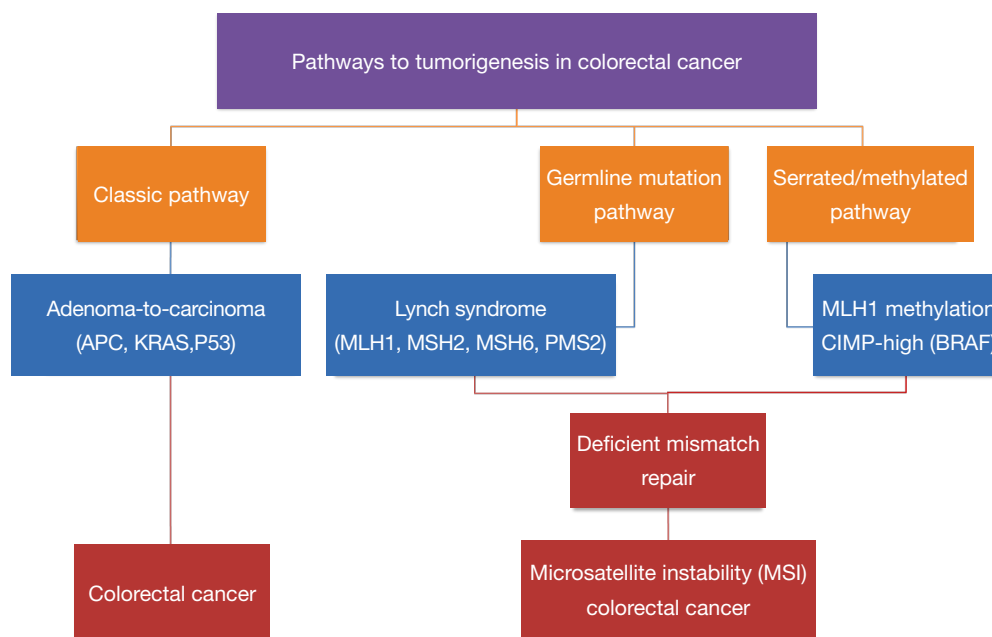 Pathways to tumorigenesis in colorectal cancer
Classic pathway
Germline mutation
pathway
Serrated/methylated
pathway
Adenoma-to-carcinoma
(APC, KRAS,P53)
Lynch syndrome
(MLH1, MSH2, MSH6, PMS2)
MLH1 methylation
CIMP-high (BRAF)
Deficient mismatch
repair
Colorectal cancer
Microsatellite instability (MSI)
colorectal cancer